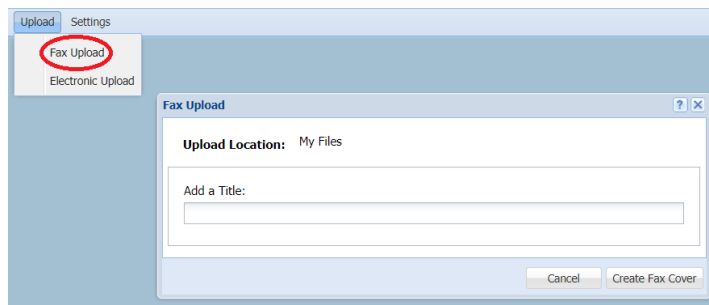 Upload Settings
Fax Upload
Electronic Upload
Fax Upload ?
Upload Location: My Files
Add a Title:
Cancel Create Fax Cover